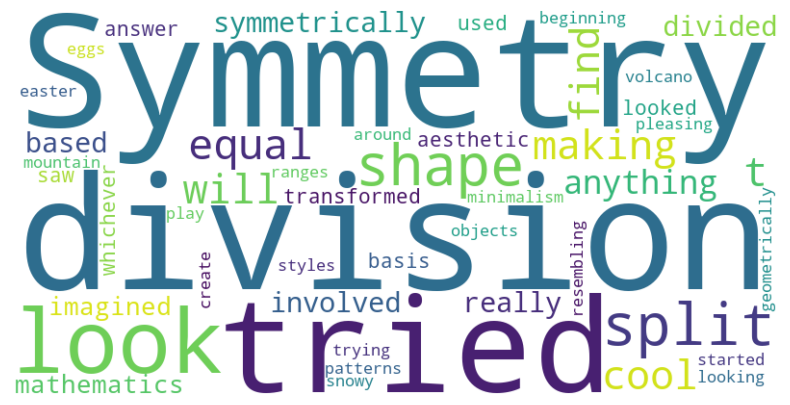 answer symmetrically used beginning divided
eggs
Symmetry
easter
find
volcano
looked
pleasing
based equal around aesthetic making
mountain
saw
ranges
shape
will transformed minimalism anything t
whichever
play
division
objects
geometrically
styles basis
create
resembling
imagined involved really split
look tried
trying
patterns
snowy
cool started
looking
mathematics